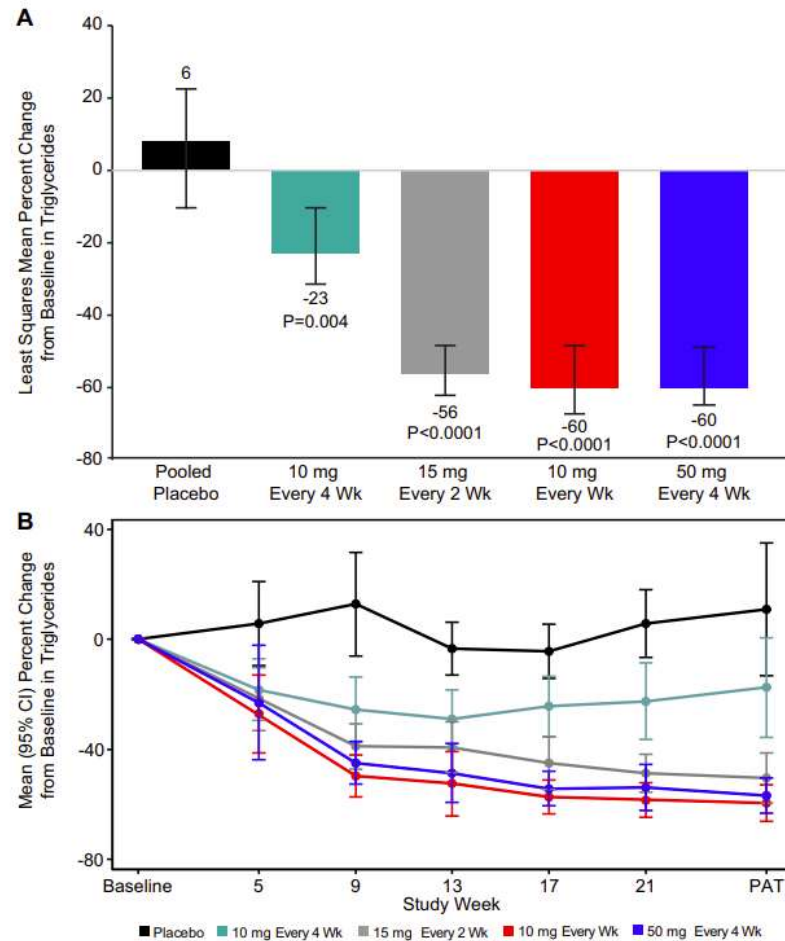 A
Least Squares Mean Percent Change
from Baseline in Triglycerides
40
20
0
-20
-40
-60
-80
6
-23
P=0.004
-56
P<0.0001
-60
P<0.0001
-60
P<0.0001
Pooled
Placebo
10 mg
Every 4 Wk
15 mg
Every 2 Wk
10 mg
Every Wk
50 mg
Every 4 Wk
B
Mean (95% CI) Percent Change
from Baseline in Triglycerides
40
0
-40
-80
Baseline 5 9 13 17 21 PAT
Study Week
Placebo 10 mg Every 4 Wk 15 mg Every 2 Wk 10 mg Every Wk 50 mg Every 4 Wk